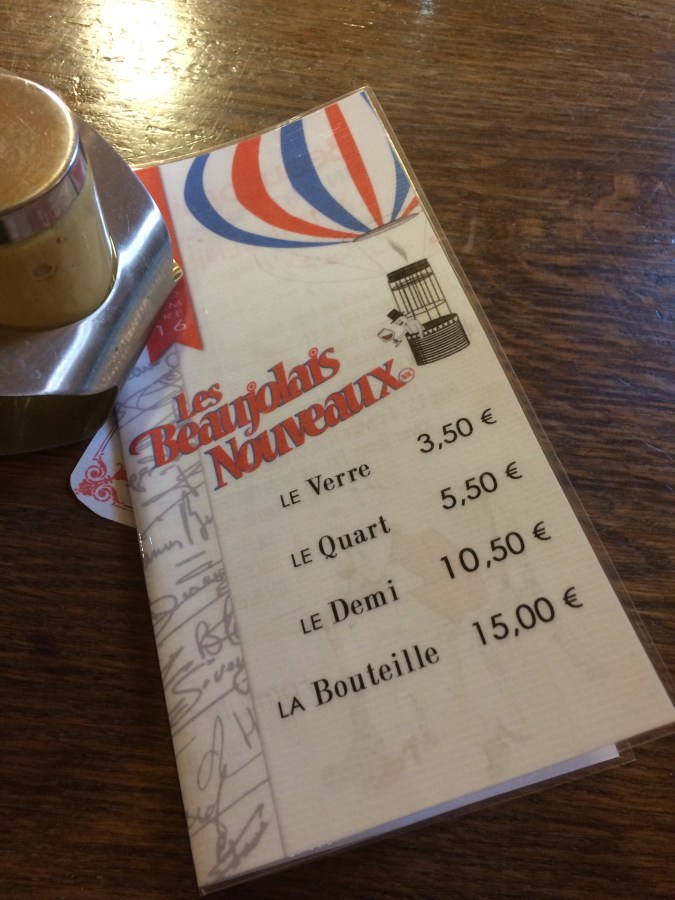 16
Les
Beaujolais
Nouveaux
LE Verre 3,50 €
LE Quart 5,50 €
LE Demi 10,50 €
LA Bouteille 15,00 €